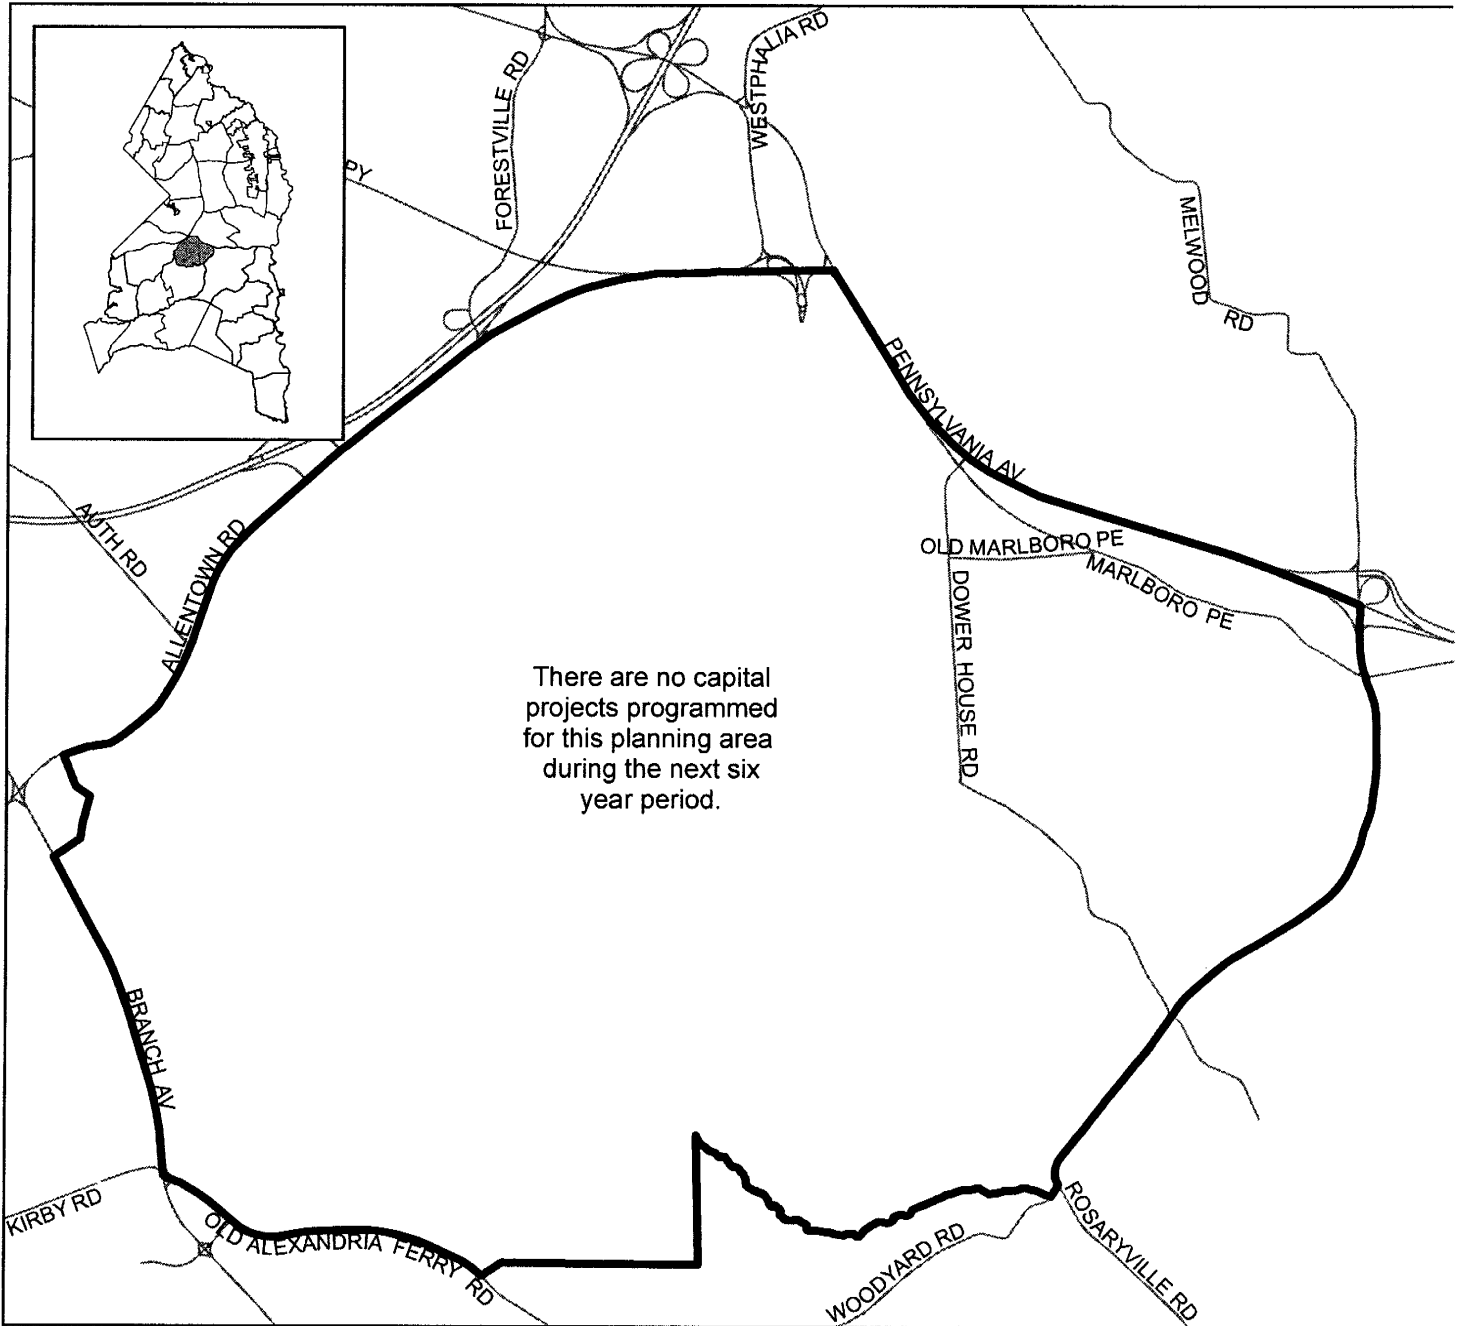 WESTPHALIA RD
FORESTVILLE RD
PY
MELWOOD
RD
PENNSYLVANIA AV
AUTH RD
ALLENTOWN RD
OLD MARLBORO PE
MARLBORO PE
DOWER HOUSE RD
There are no capital
projects programmed
for this planning area
during the next six
year period.
BRANCH AV
KIRBY RD
OLD ALEXANDRIA FERRY RD
WOODYARD RD
ROSARYVILLE RD